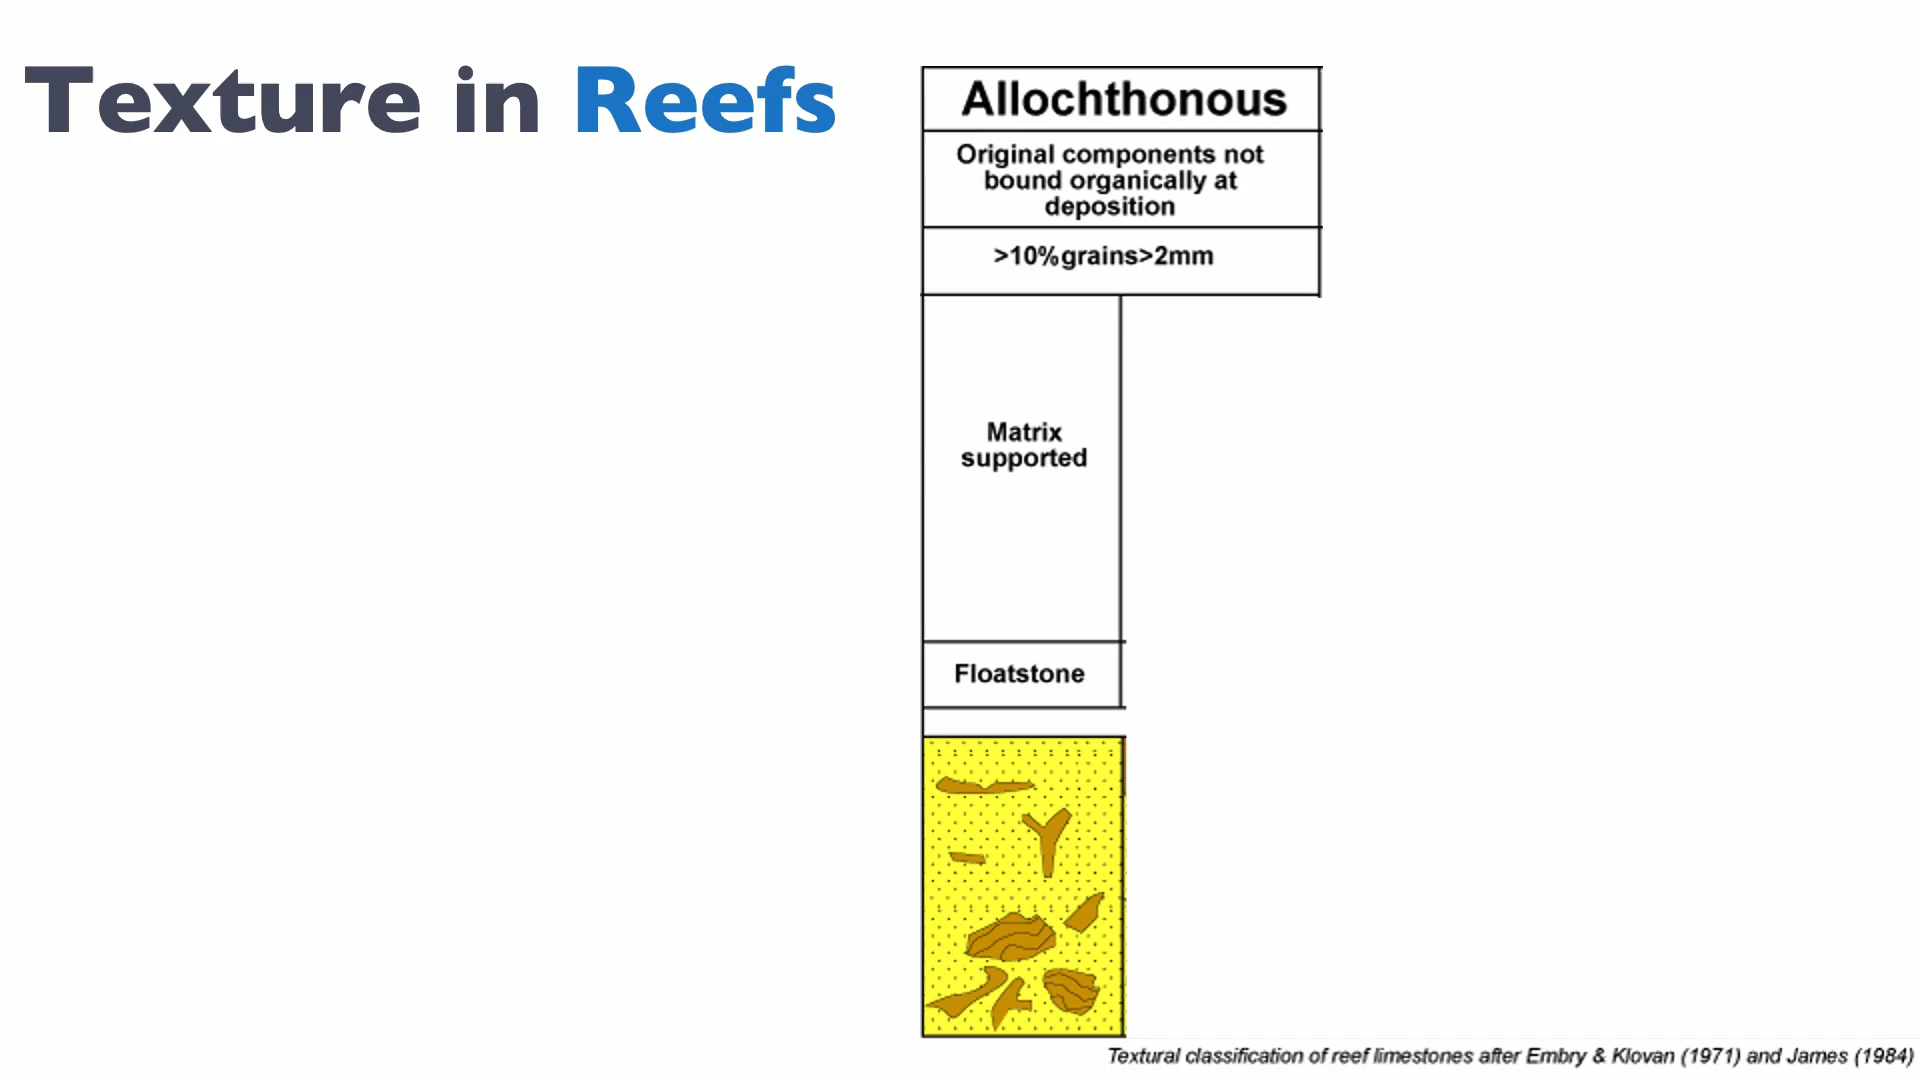 Texture in Reefs
Allochthonous
Original components not
bound organically at
deposition
>10%grains>2mm
Matrix
supported
Floatstone
Textural classification of reef limestones after Embry & Klovan (1971) and James (1984)